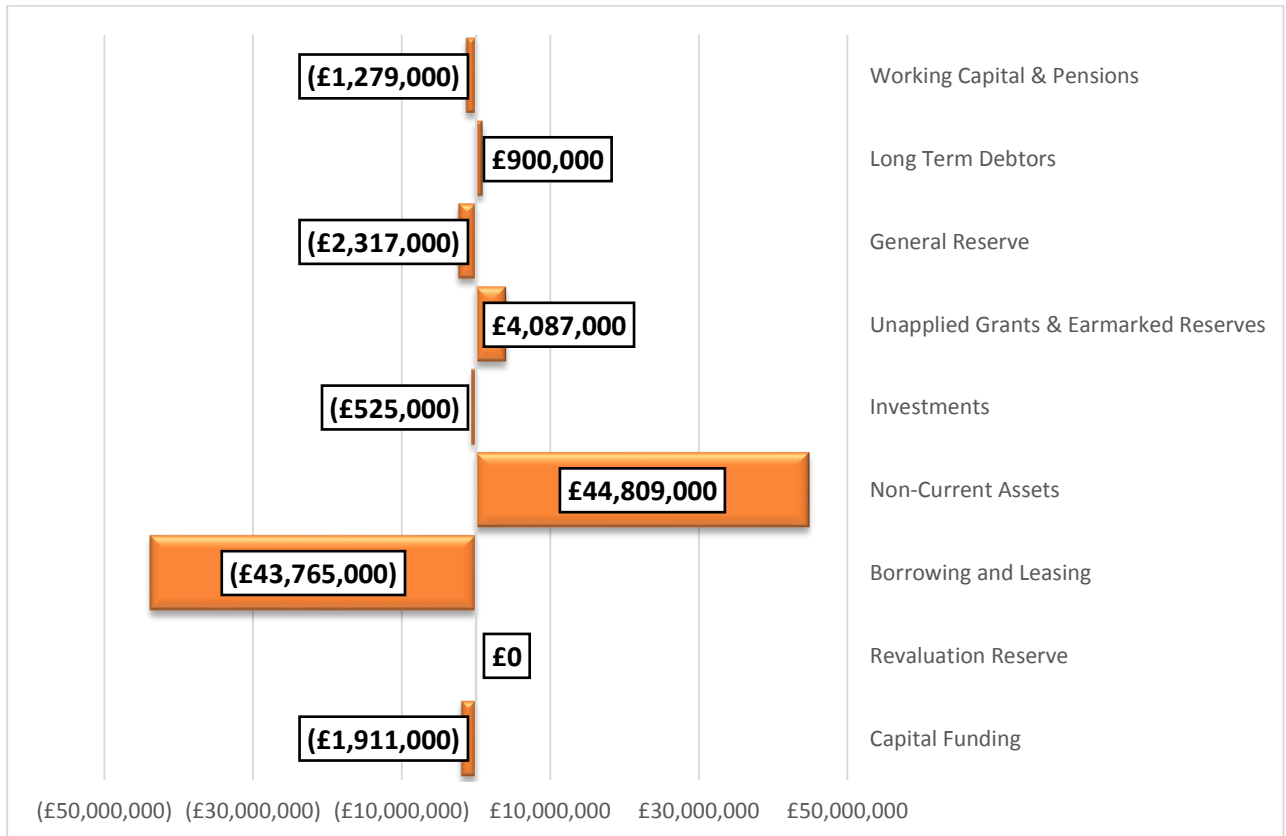 (£1,279,000) Working Capital & Pensions
£900,000 Long Term Debtors
(£2,317,000) General Reserve
£4,087,000 Unapplied Grants & Earmarked Reserves
(£525,000) Investments
£44,809,000 Non-Current Assets
(£43,765,000) Borrowing and Leasing
£0 Revaluation Reserve
(£1,911,000) Capital Funding
(£50,000,000) (£30,000,000) (£10,000,000) £10,000,000 £30,000,000 £50,000,000